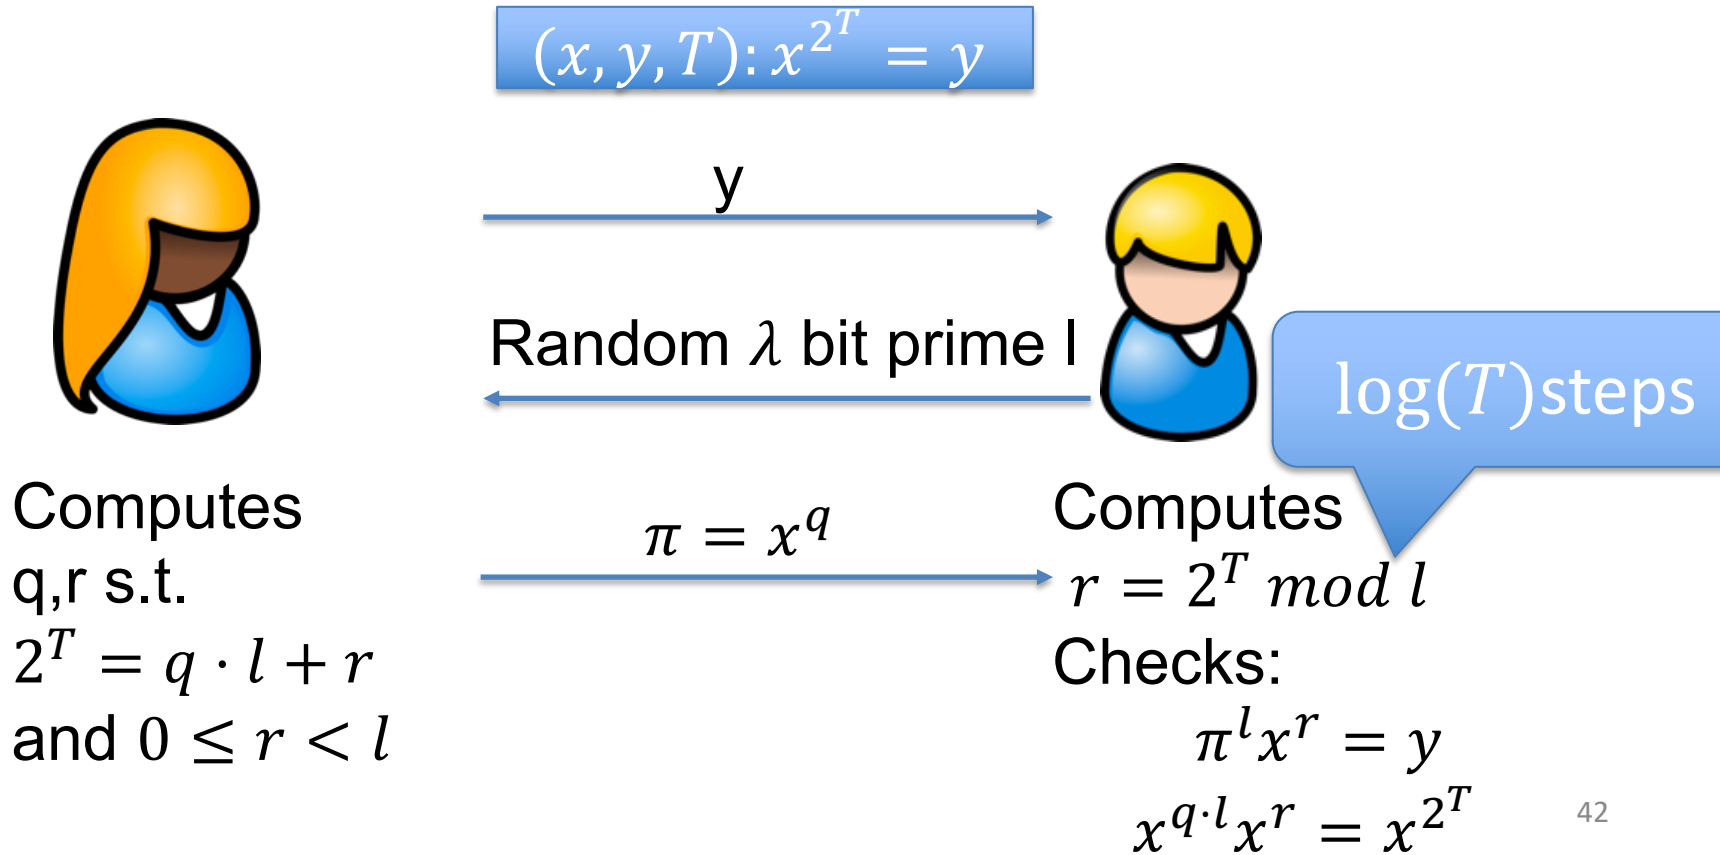 (x, y, T): x^{2^T} = y
y
Random λ bit prime l
log(T)steps
Computes
q,r s.t.
2^T = q · l + r
and 0 ≤ r < l
π = x^q
Computes
r = 2^T mod l
Checks:
π^l x^r = y
x^{q·l} x^r = x^{2^T}
42